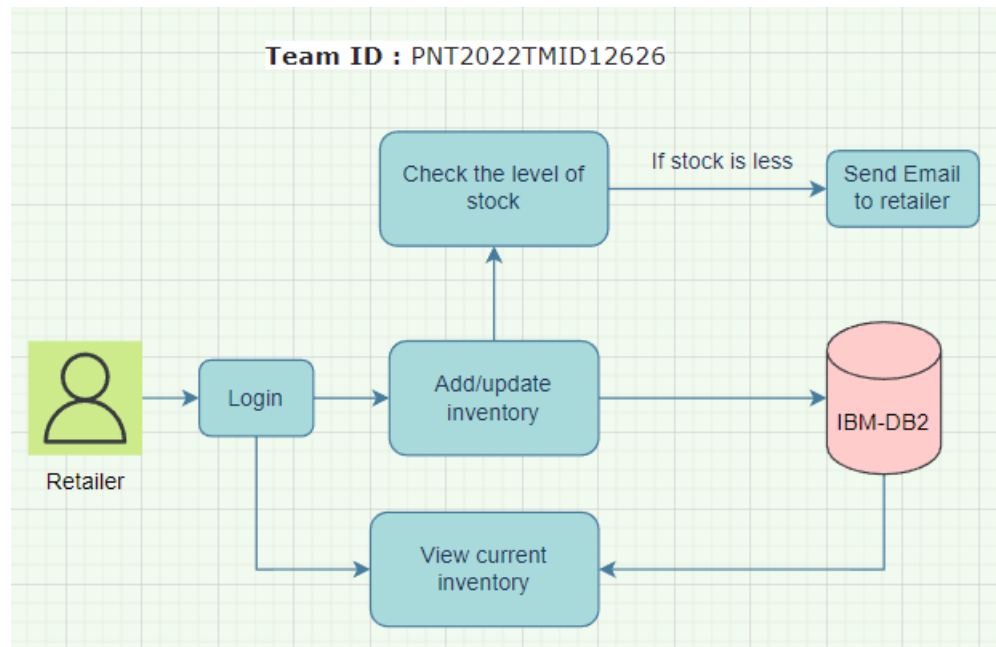 Team ID : PNT2022TMID12626
Check the level of
stock
If stock is less
Send Email
to retailer
Retailer
Login
Add/update
inventory
IBM-DB2
View current
inventory